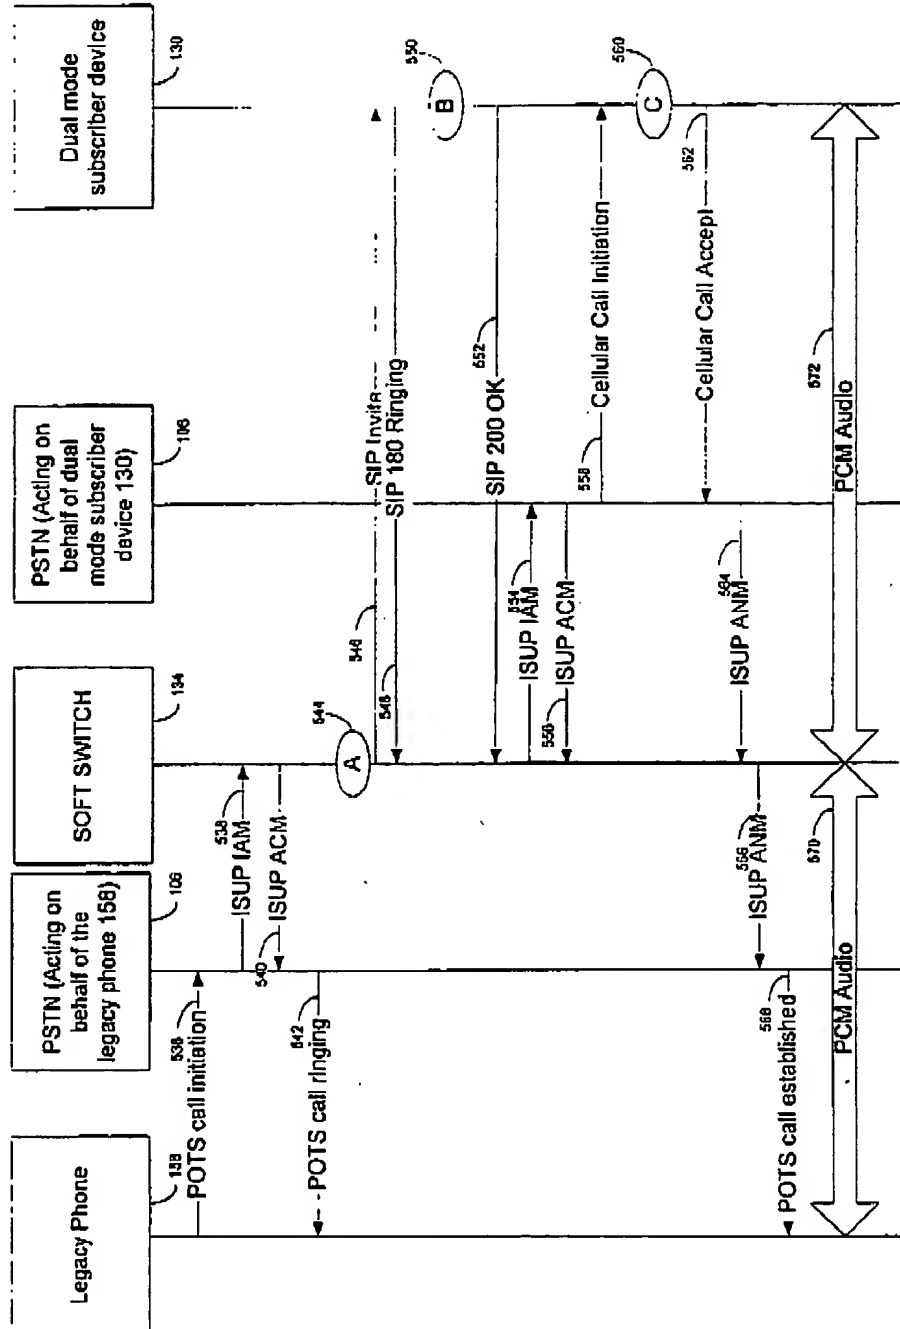 Legacy Phone
158
PSTN (Acting on
behalf of the
legacy phone 158)
106
SOFT SWITCH
134
PSTN (Acting on
behalf of dual
mode subscriber
device 130)
106
Dual mode
subscriber device
130
POTS call initiation
536
ISUP IAM
538
ISUP ACM
540
POTS call ringing
542
A
544
SIP Invite
546
SIP 180 Ringing
548
B
550
SIP 200 OK
552
ISUP IAM
554
ISUP ACM
556
Cellular Call Initiation
558
C
560
Cellular Call Accept
562
ISUP ANM
564
ISUP ANM
566
POTS call established
568
PCM Audio
570
PCM Audio
572